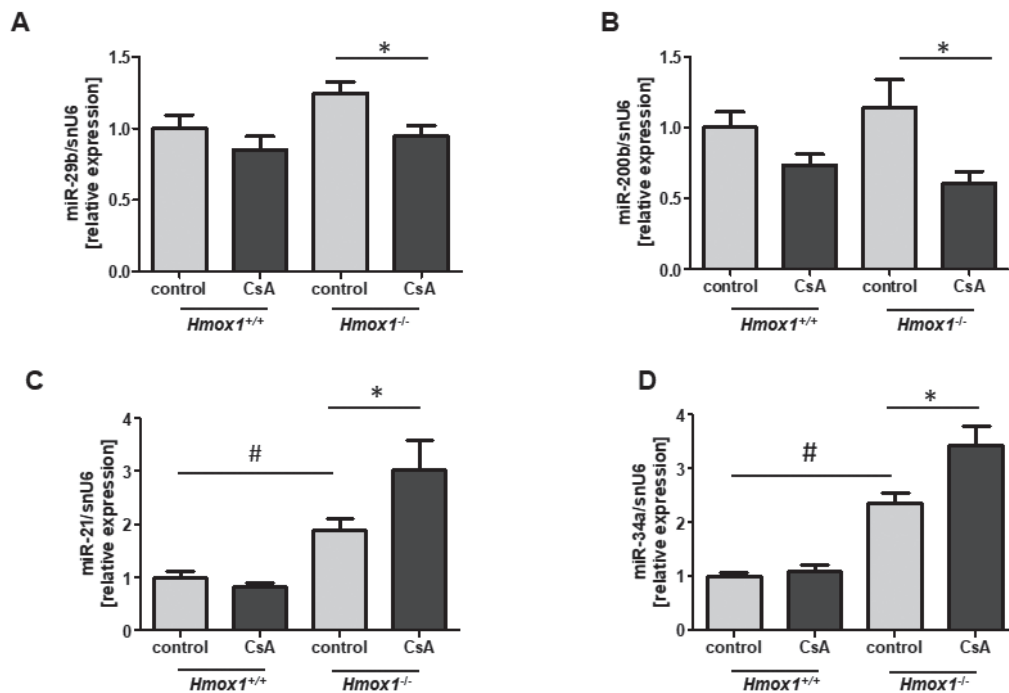 A
miR-29b/snU6
[relative expression]
1.5
1.0
0.5
0.0
*
control
CsA
control
CsA
Hmox1+/+
Hmox1-/-
B
miR-200b/snU6
[relative expression]
1.5
1.0
0.5
0.0
*
control
CsA
control
CsA
Hmox1+/+
Hmox1-/-
C
miR-21/snU6
[relative expression]
4
3
2
1
0
#
*
control
CsA
control
CsA
Hmox1+/+
Hmox1-/-
D
miR-34a/snU6
[relative expression]
4
3
2
1
0
#
*
control
CsA
control
CsA
Hmox1+/+
Hmox1-/-